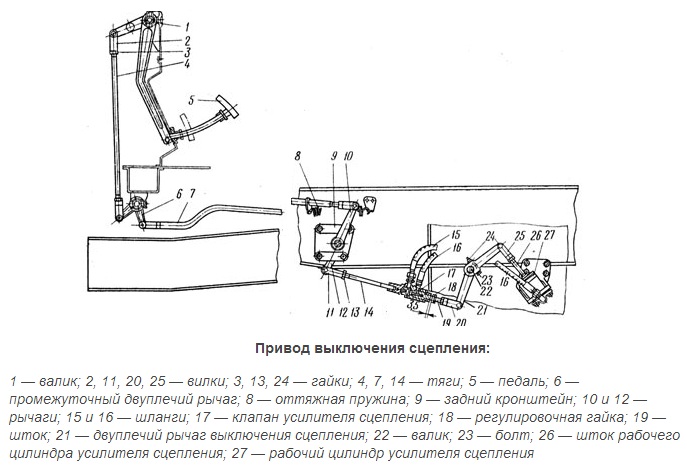 1
2
3
4
5
6 7
8 9 10
15
16
17
18
24
25 26 27
23
22
16
11 12 13 14
3,5
19 20 21
Привод выключения сцепления:
1 — валик; 2, 11, 20, 25 — вилки; 3, 13, 24 — гайки; 4, 7, 14 — тяги; 5 — педаль; 6 —
промежуточный двуплечий рычаг; 8 — оттяжная пружина; 9 — задний кронштейн; 10 и 12 —
рычаги; 15 и 16 — шланги; 17 — клапан усилителя сцепления; 18 — регулировочная гайка; 19 —
шток; 21 — двуплечий рычаг выключения сцепления; 22 — валик; 23 — болт; 26 — шток рабочего
цилиндра усилителя сцепления; 27 — рабочий цилиндр усилителя сцепления